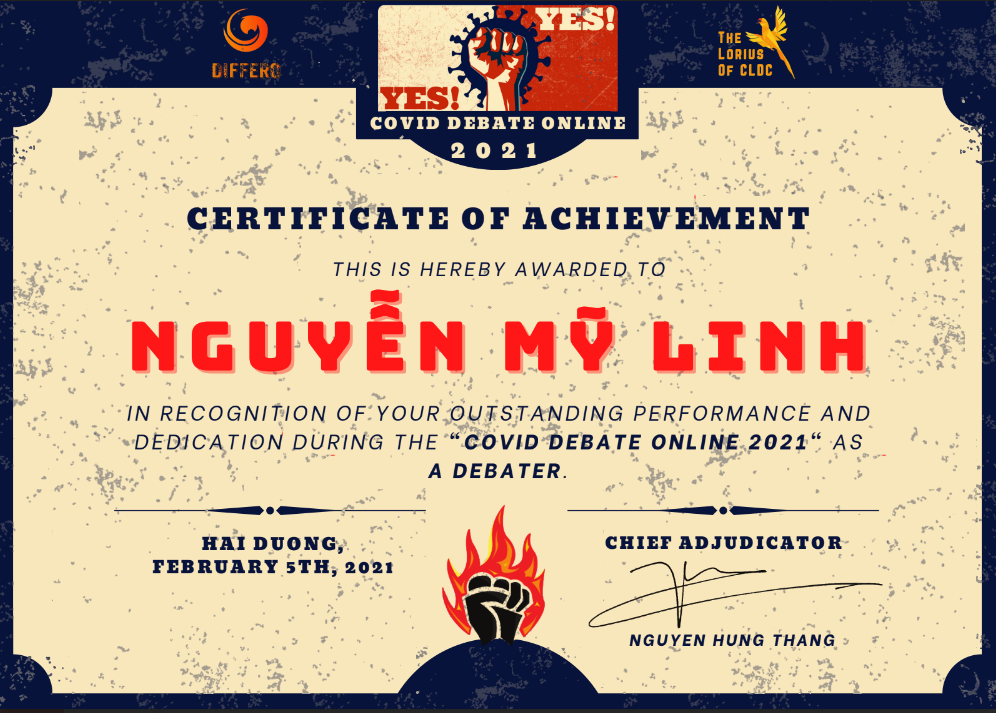 DIFFERO
YES!
YES!
COVID DEBATE ONLINE
2021
THE
LORIUS
OF CLDC
CERTIFICATE OF ACHIEVEMENT
THIS IS HEREBY AWARDED TO
NGUYỄN MỸ LINH
IN RECOGNITION OF YOUR OUTSTANDING PERFORMANCE AND
DEDICATION DURING THE “COVID DEBATE ONLINE 2021“ AS
A DEBATER.
HAI DUONG,
FEBRUARY 5TH, 2021
CHIEF ADJUDICATOR
NGUYEN HUNG THANG